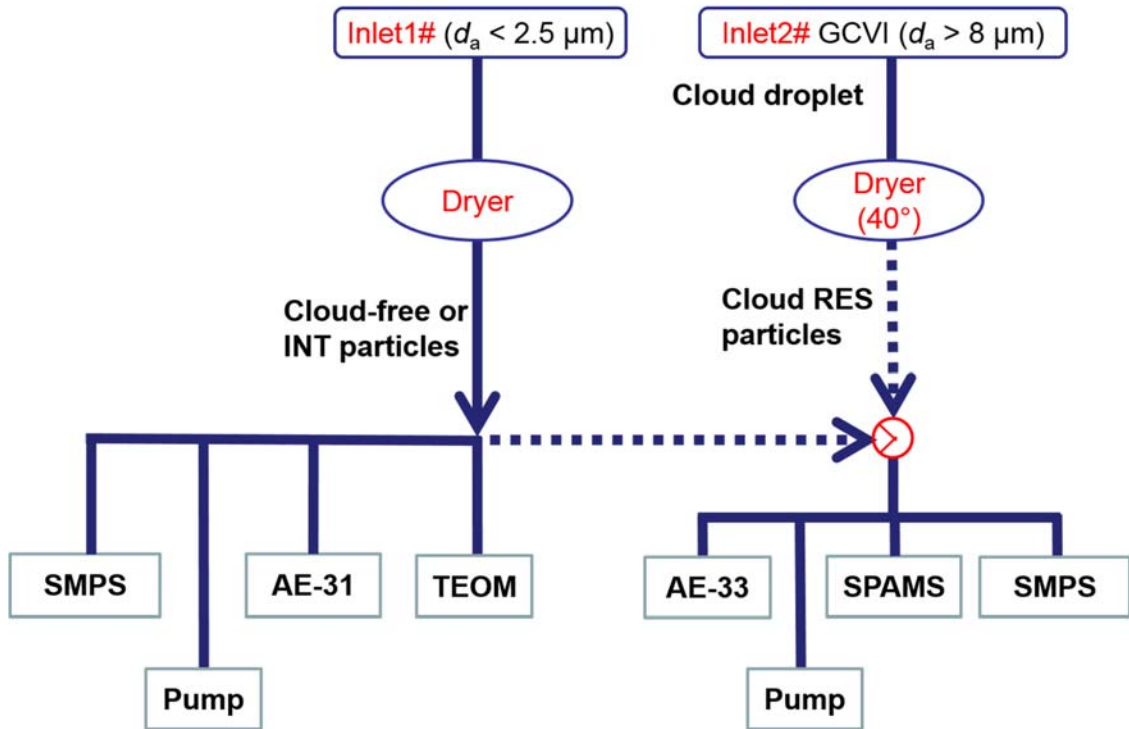 Inlet1# (da < 2.5 μm)
Inlet2# GCVI (da > 8 μm)
Cloud droplet
Dryer
Dryer
(40°)
Cloud-free or
INT particles
Cloud RES
particles
SMPS
AE-31
TEOM
AE-33
SPAMS
SMPS
Pump
Pump